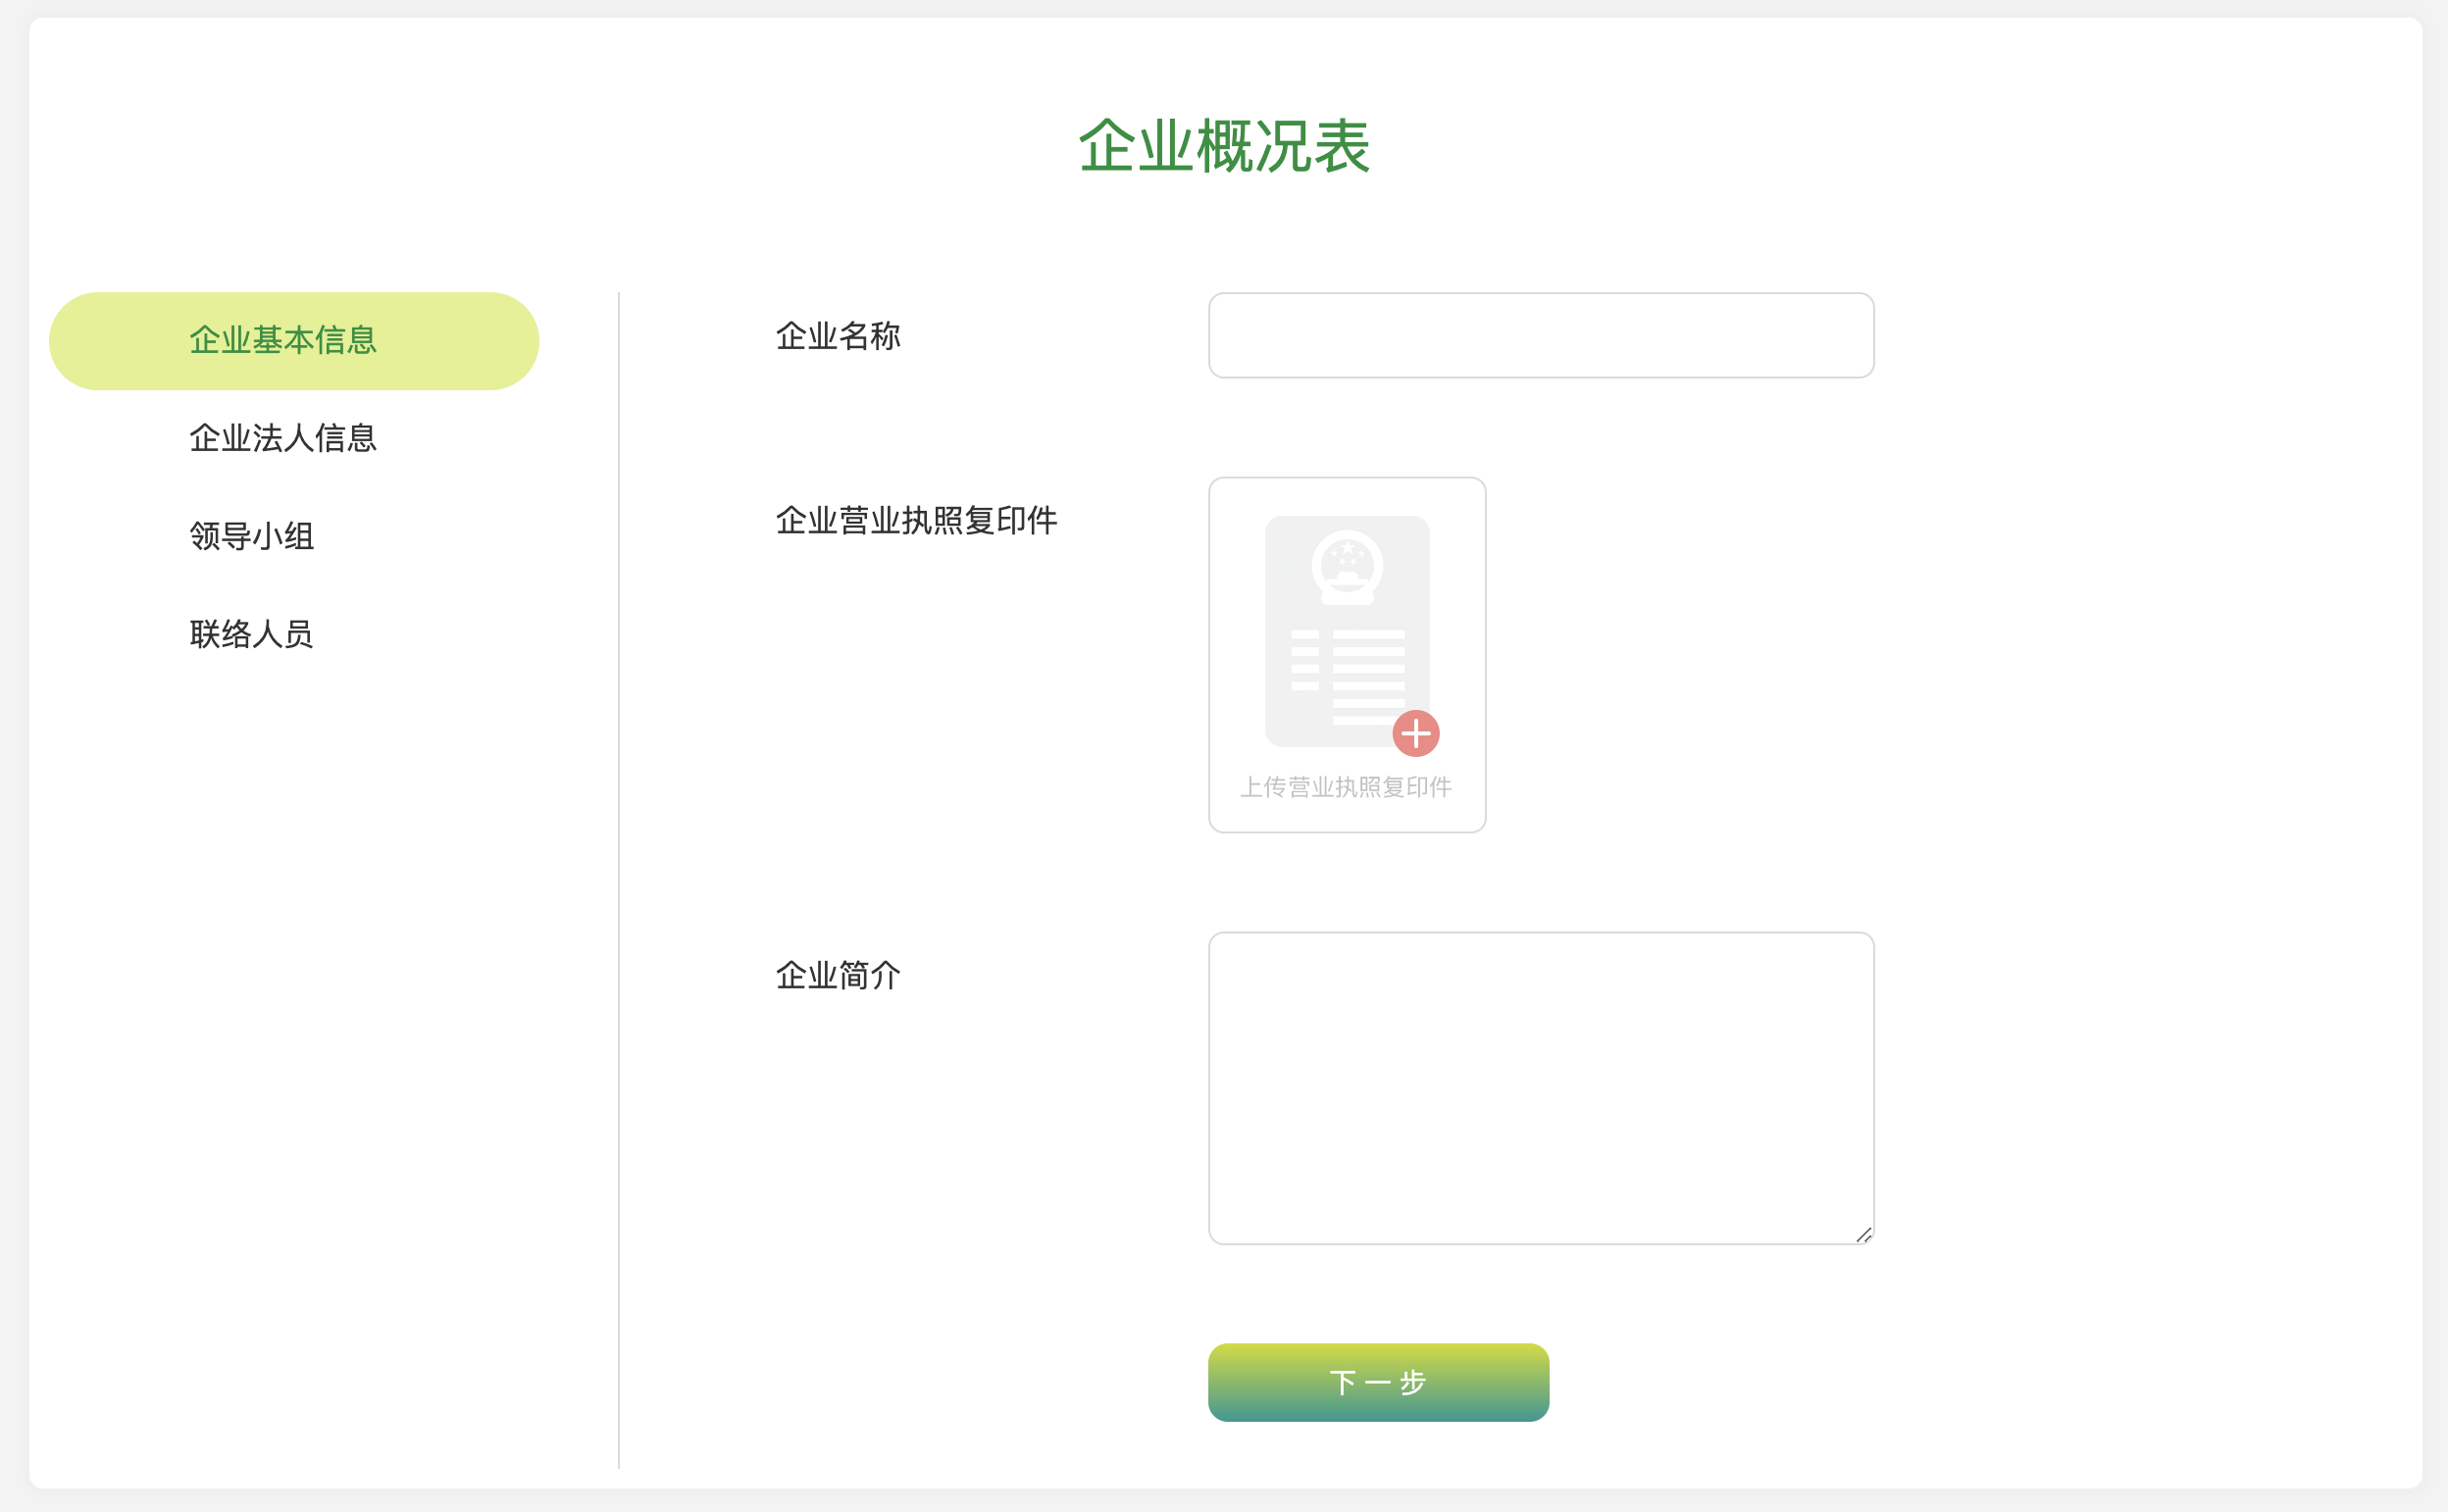 企业概况表
企业基本信息
企业法人信息
领导小组
联络人员
企业名称
企业营业执照复印件
上传营业执照复印件
企业简介
下一步